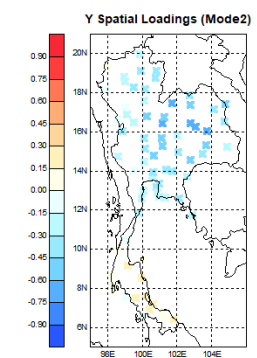 Y Spatial Loadings (Mode2)
0.90
0.75
0.60
0.45
0.30
0.15
0.00
-0.15
-0.30
-0.45
-0.60
-0.75
-0.90
20N
18N
16N
14N
12N
10N
8N
6N
98E 100E 102E 104E